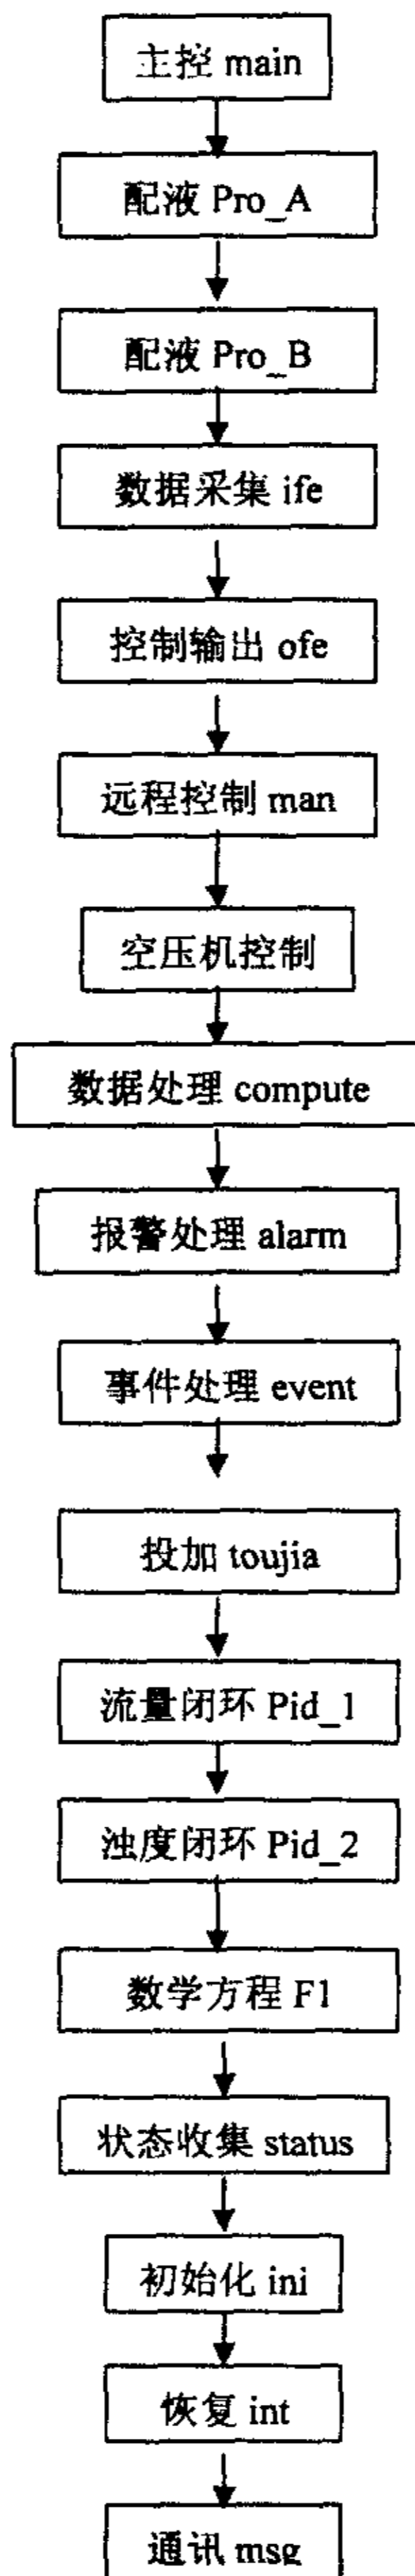 主控 main
配液 Pro_A
配液 Pro_B
数据采集 ife
控制输出 ofe
远程控制 man
空压机控制
数据处理 compute
报警处理 alarm
事件处理 event
投加 toujia
流量闭环 Pid_1
浊度闭环 Pid_2
数学方程 F1
状态收集 status
初始化 ini
恢复 int
通讯 msg